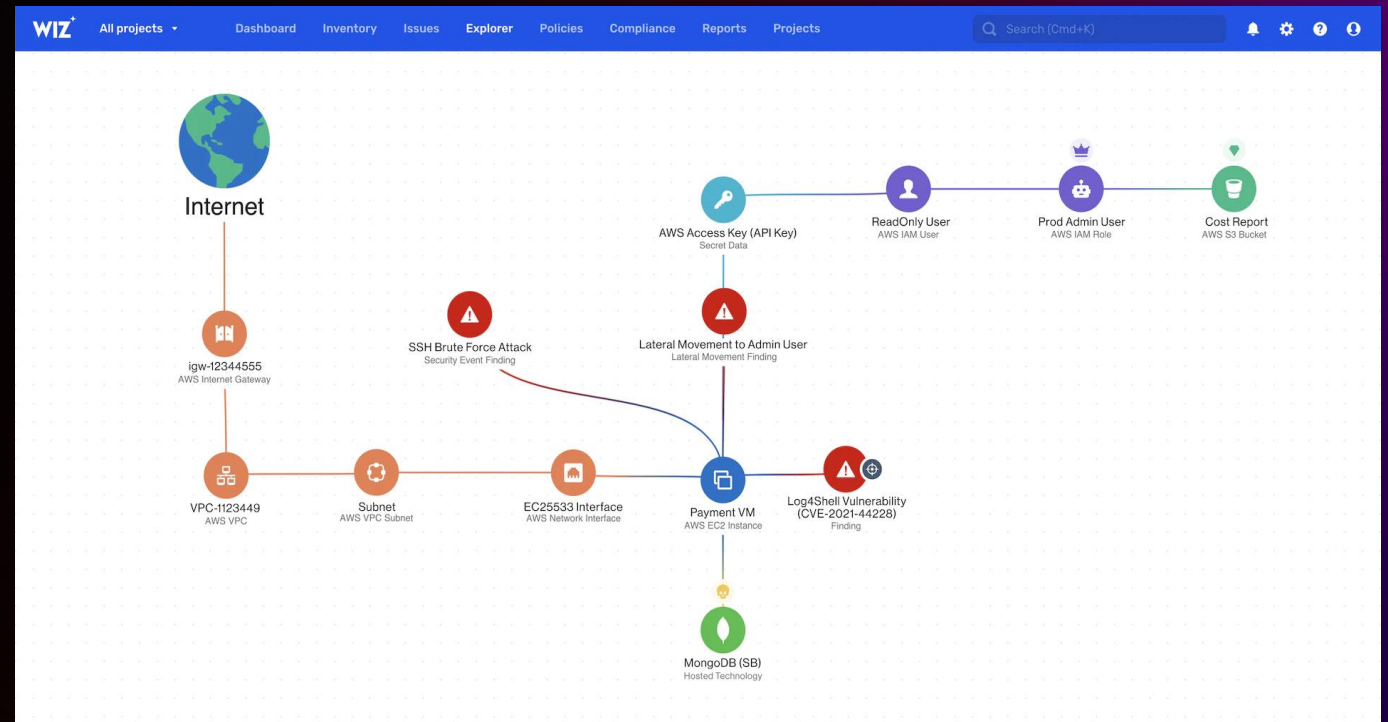 WIZ
All projects
Dashboard
Inventory
Issues
Explorer
Policies
Compliance
Reports
Projects
Search (Cmd+K)
Internet
AWS Access Key (API Key)
Secret Data
ReadOnly User
AWS IAM User
Prod Admin User
AWS IAM Role
Cost Report
AWS S3 Bucket
igw-12344555
AWS Internet Gateway
SSH Brute Force Attack
Security Event Finding
Lateral Movement to Admin User
Lateral Movement Finding
VPC-1123449
AWS VPC
Subnet
AWS VPC Subnet
EC25533 Interface
AWS Network Interface
Payment VM
AWS EC2 Instance
Log4Shell Vulnerability
(CVE-2021-44228)
Finding
MongoDB (SB)
Hosted Technology